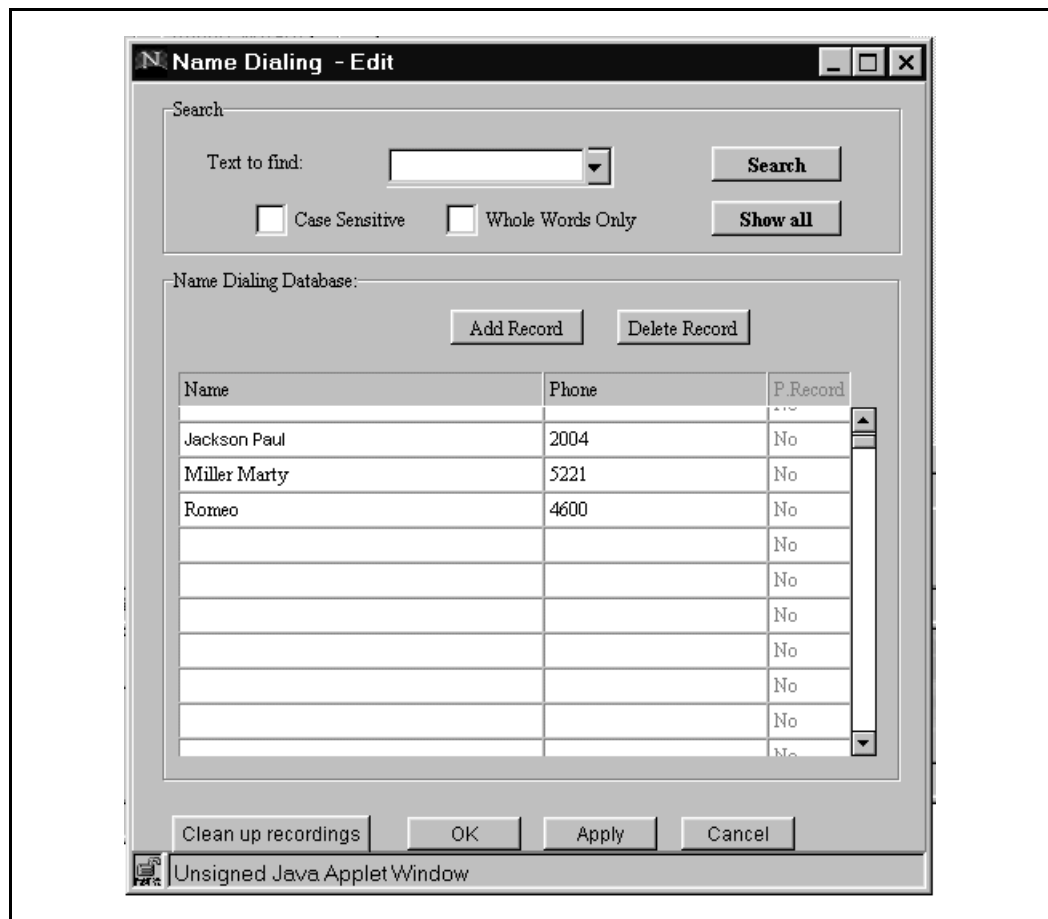 N Name Dialing - Edit
Search
Text to find: Search
Case Sensitive Whole Words Only Show all
Name Dialing Database:
Add Record Delete Record
Name Phone P.Record
No
Jackson Paul 2004 No
Miller Marty 5221 No
Romeo 4600 No
No
No
No
No
No
No
No
Clean up recordings OK Apply Cancel
Unsigned Java Applet Window